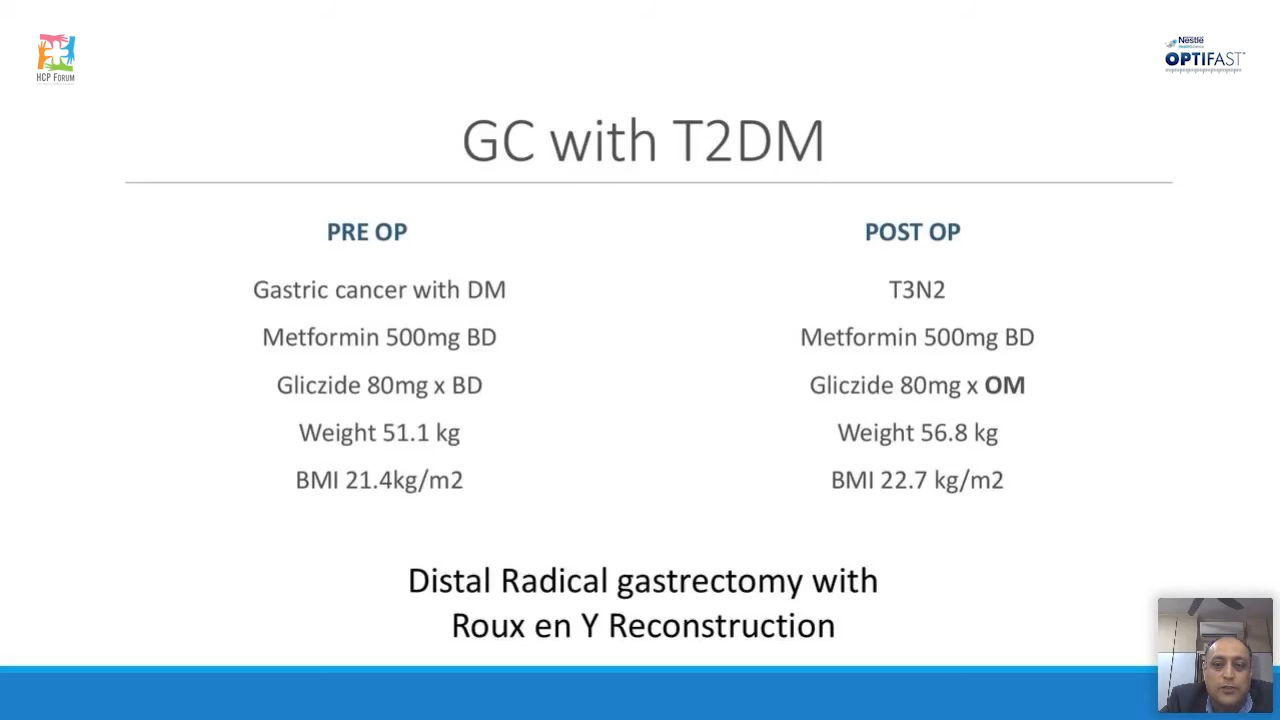 HCP FORUM
Nestlé
HealthScience
OPTIFAST
GC with T2DM
PRE OP
Gastric cancer with DM
Metformin 500mg BD
Gliczide 80mg x BD
Weight 51.1 kg
BMI 21.4kg/m2
POST OP
T3N2
Metformin 500mg BD
Gliczide 80mg x OM
Weight 56.8 kg
BMI 22.7 kg/m2
Distal Radical gastrectomy with
Roux en Y Reconstruction